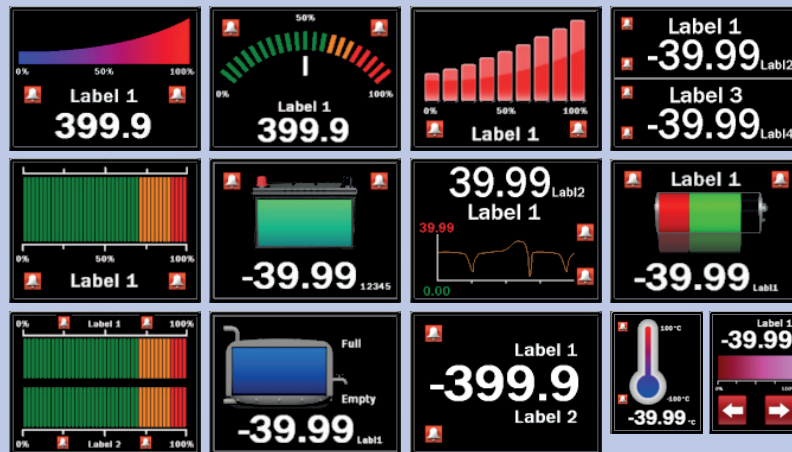 0% 50% 100%
Label 1
399.9
50%
0% 100%
Label 1
399.9
0% 50% 100%
Label 1
Label 1
-39.99 Labl2
Label 3
-39.99 Labl4
0% 50% 100%
Label 1
-39.99 12345
39.99 Labl2
Label 1
39.99
0.00
Label 1
-39.99 Labl1
0% Label 1 100%
0% Label 2 100%
Full
Empty
-39.99 Labl1
Label 1
-399.9
Label 2
100°C
-100°C
-39.99 °C
Label 1
-39.99
0% 100%